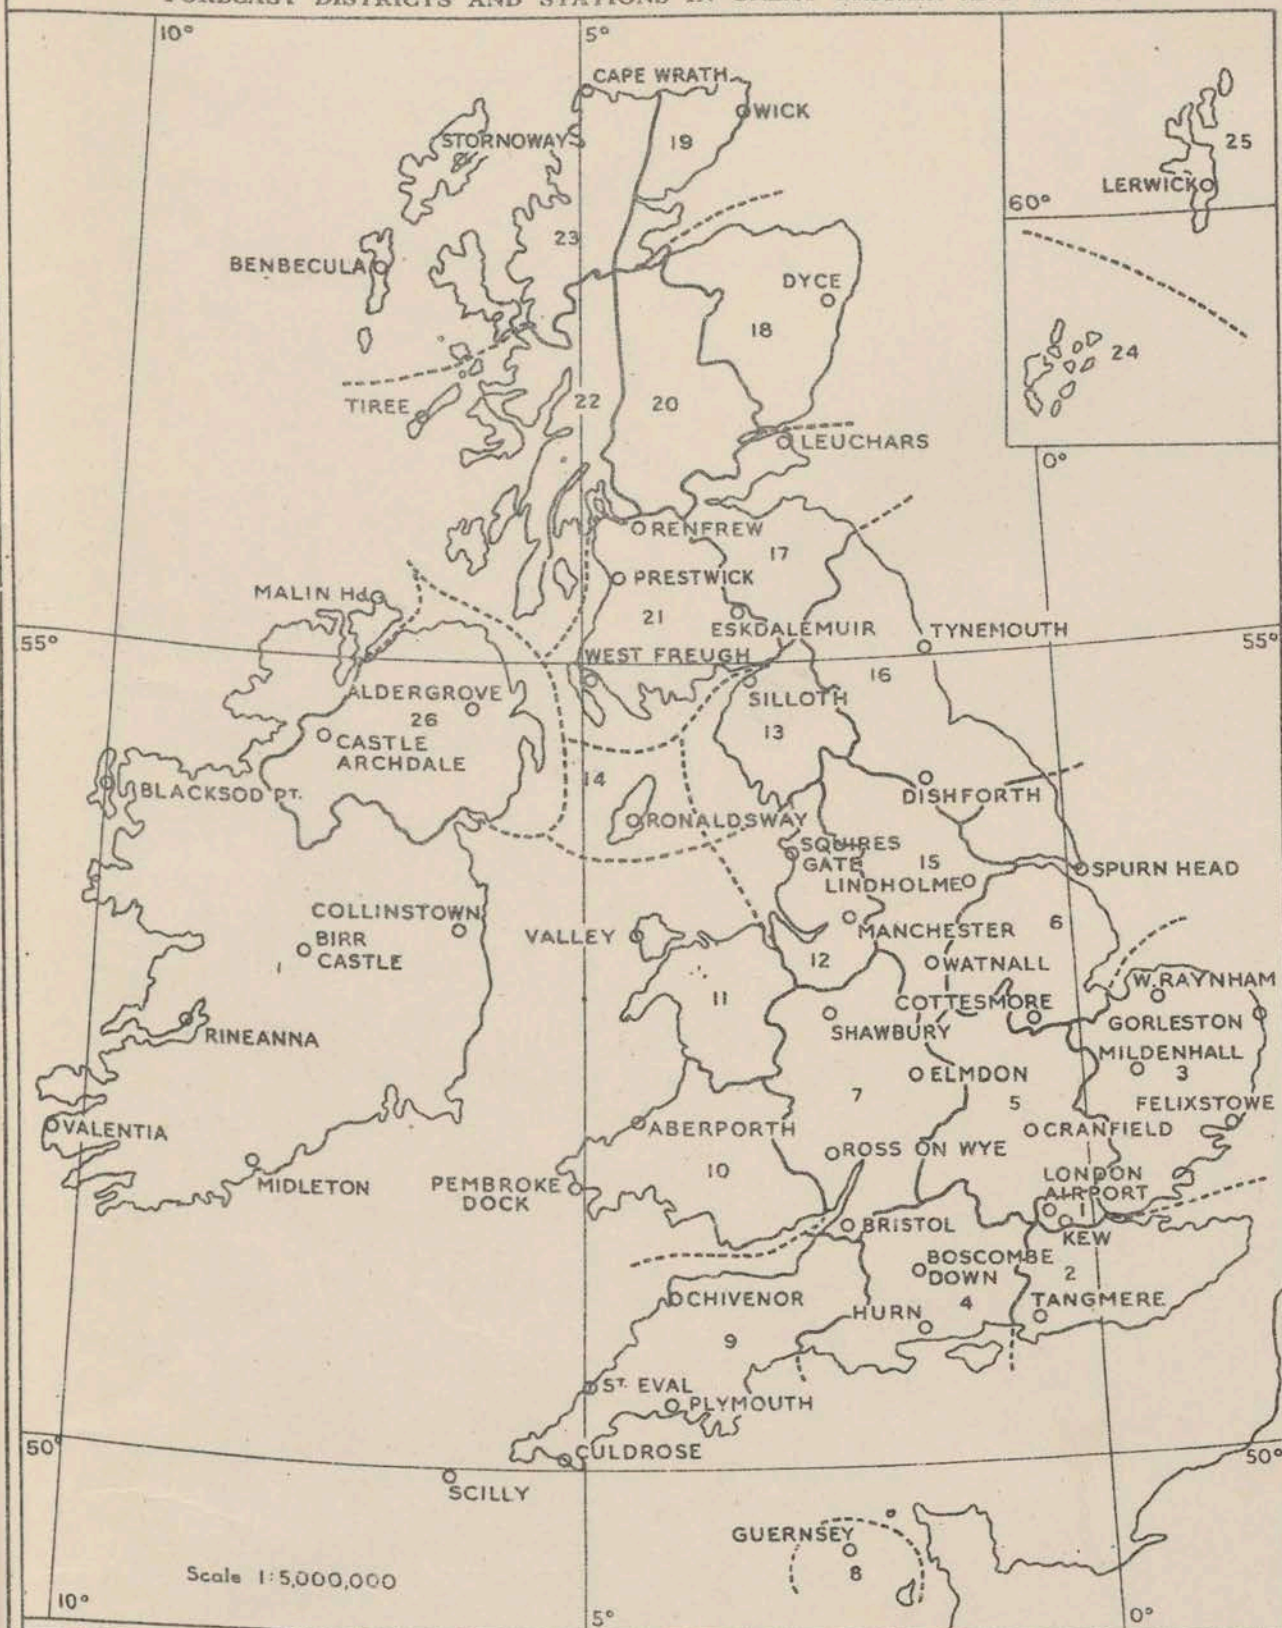 FORECAST DISTRICTS AND STATIONS IN
10°
5°
CAPE WRATH
WICK
STORNOWAY
19
25
LERWICK
60°
23
BENBECULA
DYCE
18
24
TIREE
22
20
LEUCHARS
0°
RENFREW
17
MALIN Hd.
PRESTWICK
21
ESKDALEMUIR
TYNEMOUTH
55°
55°
WEST FREUGH
16
ALDERGROVE
SILLOTH
26
13
CASTLE
ARCHDALE
14
BLACKSOD PT.
DISHFORTH
RONALDSWAY
SQUIRES
GATE
15
LINDHOLME
SPURN HEAD
COLLINSTOWN
VALLEY
MANCHESTER
6
BIRR
CASTLE
12
WATNALL
W. RAYNHAM
11
COTTESMORE
SHAWBURY
GORLESTON
RINEANNA
MILDENHALL
3
ELMDON
7
5
FELIXSTOWE
VALENTIA
ABERPORTH
CRANFIELD
ROSS ON WYE
10
LONDON
AIRPORT
MIDLETON
PEMBROKE
DOCK
1
BRISTOL
KEW
BOSCOMBE
DOWN
2
CHIVENOR
HURN
4
TANGMERE
9
ST. EVAL
PLYMOUTH
50°
CULDROSE
50°
SCILLY
GUERNSEY
8
Scale 1:5,000,000
10°
5°
0°